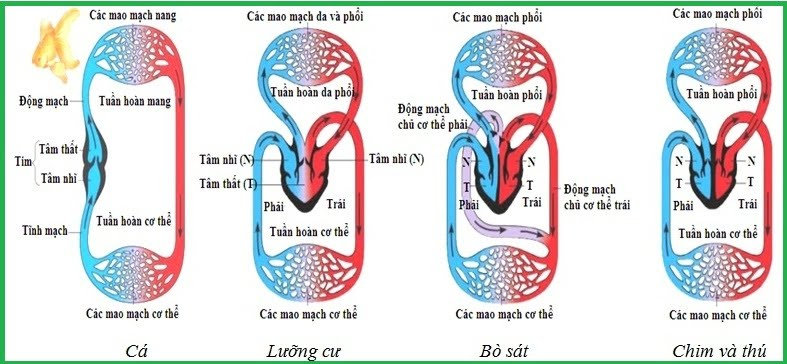 Các mao mạch nang
Tuần hoàn mang
Động mạch
Tâm thất
Tim
Tâm nhĩ
Tuần hoàn cơ thể
Tĩnh mạch
Các mao mạch cơ thể
Cá
Các mao mạch da và phổi
Tuần hoàn da phổi
Tâm nhĩ (N)
Tâm nhĩ (N)
Tâm thất (T)
Phải
Trái
Tuần hoàn cơ thể
Các mao mạch cơ thể
Lưỡng cư
Các mao mạch phổi
Tuần hoàn phổi
Động mạch
chủ cơ thể phải
N
N
T
T
Phải
Trái
Động mạch
chủ cơ thể trái
Tuần hoàn cơ thể
Các mao mạch cơ thể
Bò sát
Các mao mạch phổi
Tuần hoàn phổi
N
N
T
T
Phải
Trái
Tuần hoàn cơ thể
Các mao mạch cơ thể
Chim và thú